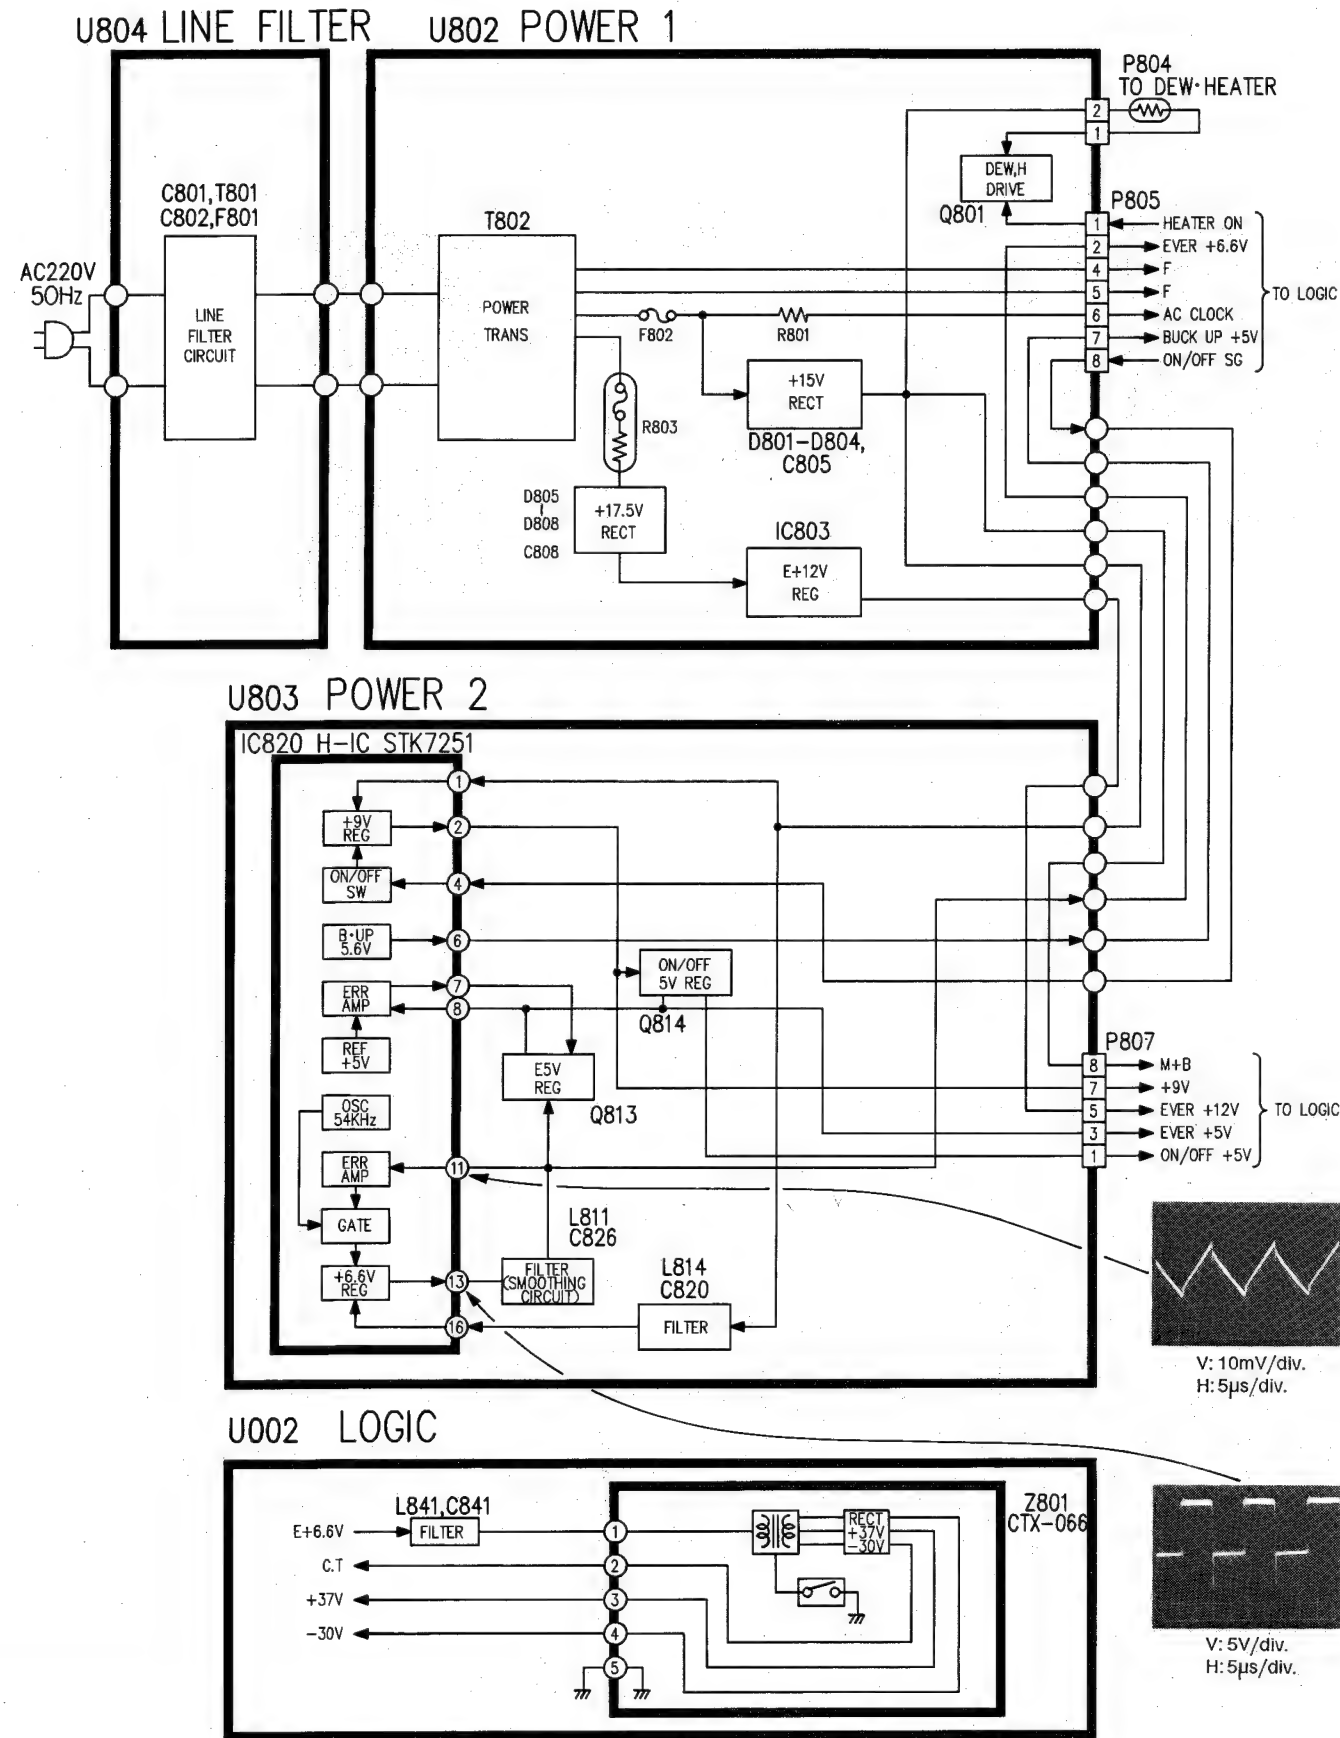 U804 LINE FILTER
U802 POWER 1
P804
TO DEW·HEATER
2
1
DEW,H
DRIVE
Q801
C801,T801
C802,F801
T802
P805
1 HEATER ON
2 EVER +6.6V
4 F
5 F
6 AC CLOCK
7 BUCK UP +5V
8 ON/OFF SG
TO LOGIC
AC220V
50Hz
LINE
FILTER
CIRCUIT
POWER
TRANS
F802
R801
R803
+15V
RECT
D801-D804,
C805
D805
D808
C808
+17.5V
RECT
IC803
E+12V
REG
U803 POWER 2
IC820 H-IC STK7251
1
+9V
REG
2
ON/OFF
SW
4
B·UP
5.6V
6
ERR
AMP
7
8
REF
+5V
ON/OFF
5V REG
Q814
E5V
REG
Q813
OSC
54KHz
ERR
AMP
11
GATE
+6.6V
REG
13
16
L811
C826
FILTER
(SMOOTHING
CIRCUIT)
L814
C820
FILTER
P807
8 M+B
7 +9V
5 EVER +12V
3 EVER +5V
1 ON/OFF +5V
TO LOGIC
V: 10mV/div.
H: 5µs/div.
U002 LOGIC
L841,C841
E+6.6V
FILTER
1
C.T
2
+37V
3
-30V
4
5
RECT
+37V
-30V
Z801
CTX-066
V: 5V/div.
H: 5µs/div.